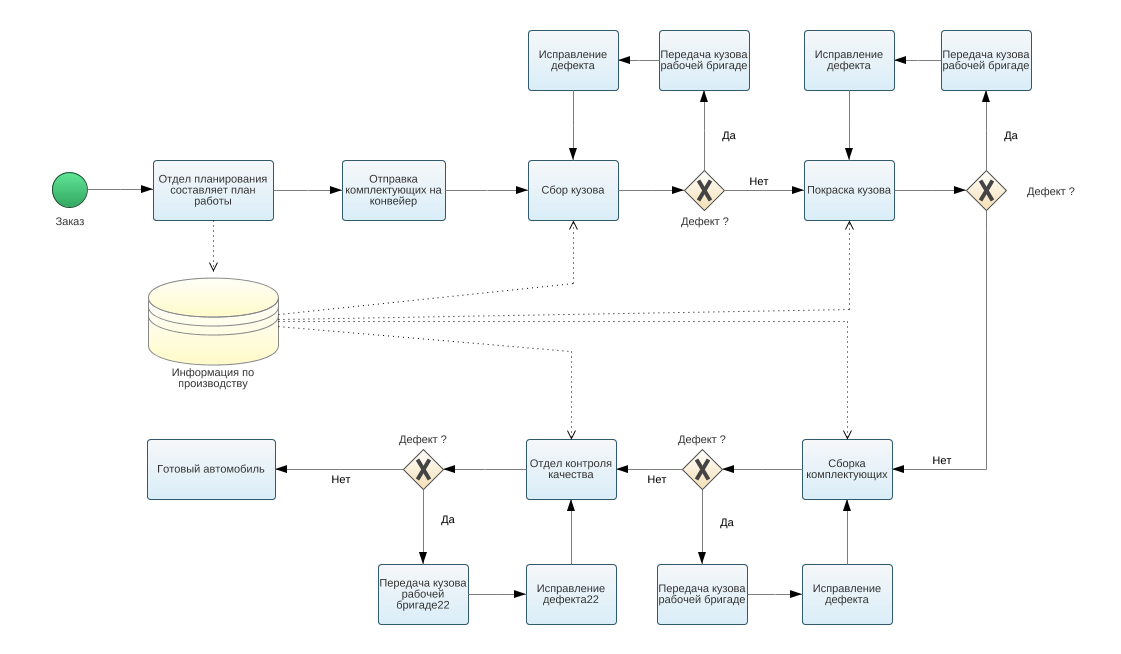 Исправление
дефекта
Передача кузова
рабочей бригаде
Исправление
дефекта
Передача кузова
рабочей бригаде
Да
Да
Заказ
Отдел планирования
составляет план
работы
Отправка
комплектующих на
конвейер
Сбор кузова
Дефект ?
Нет
Покраска кузова
Дефект ?
Информация по
производству
Готовый автомобиль
Нет
Дефект ?
Отдел контроля
качества
Нет
Дефект ?
Сборка
комплектующих
Нет
Да
Да
Передача кузова
рабочей
бригаде22
Исправление
дефекта22
Передача кузова
рабочей бригаде
Исправление
дефекта